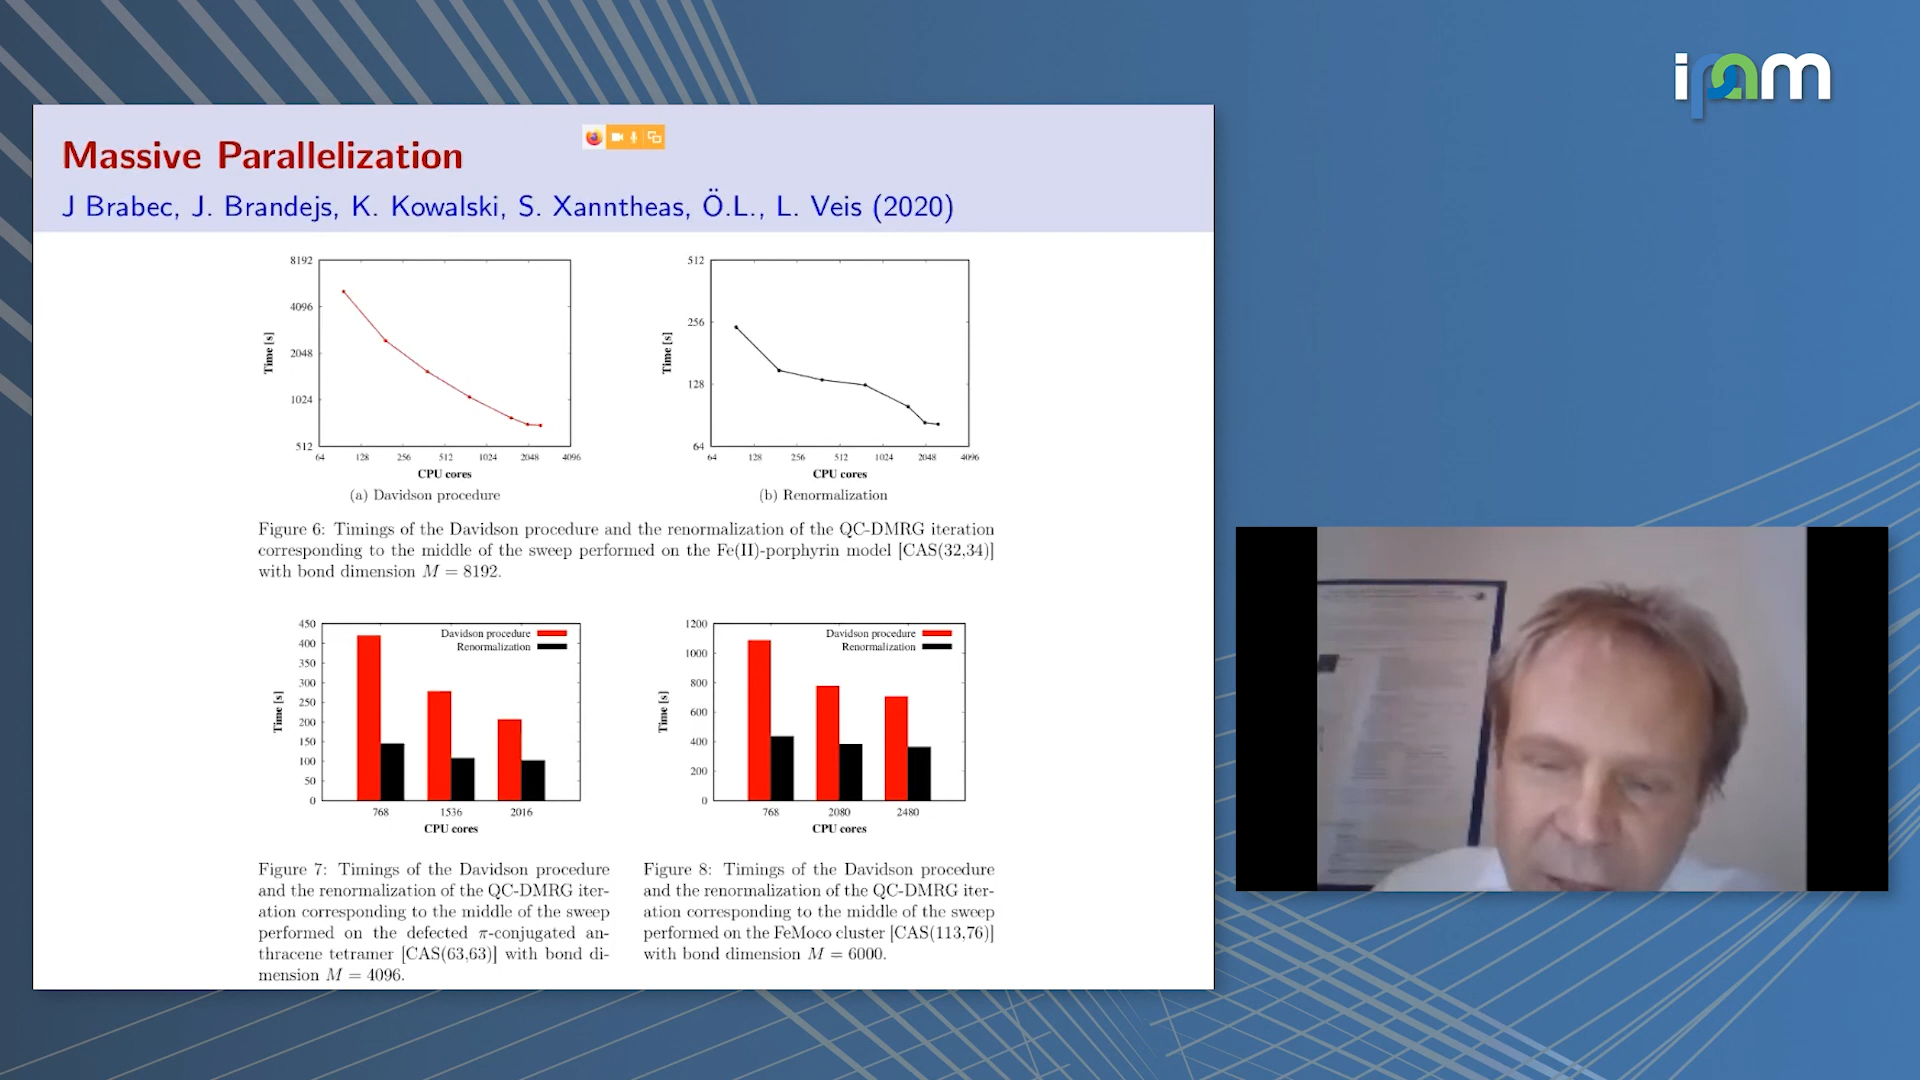 ipam
Massive Parallelization
J Brabec, J. Brandejs, K. Kowalski, S. Xanntheas, Ö.L., L. Veis (2020)
8192
4096
2048
1024
512
Time [s]
64 128 256 512 1024 2048 4096
CPU cores
(a) Davidson procedure
512
256
128
64
Time [s]
64 128 256 512 1024 2048 4096
CPU cores
(b) Renormalization
Figure 6: Timings of the Davidson procedure and the renormalization of the QC-DMRG iteration
corresponding to the middle of the sweep performed on the Fe(II)-porphyrin model [CAS(32,34)]
with bond dimension M = 8192.
450
400
350
300
250
200
150
100
50
0
Time [s]
Davidson procedure
Renormalization
768 1536 2016
CPU cores
1200
1000
800
600
400
200
0
Time [s]
Davidson procedure
Renormalization
768 2080 2480
CPU cores
Figure 7: Timings of the Davidson procedure
and the renormalization of the QC-DMRG iter-
ation corresponding to the middle of the sweep
performed on the defected π-conjugated an-
thracene tetramer [CAS(63,63)] with bond di-
mension M = 4096.
Figure 8: Timings of the Davidson procedure
and the renormalization of the QC-DMRG iter-
ation corresponding to the middle of the sweep
performed on the FeMoco cluster [CAS(113,76)]
with bond dimension M = 6000.